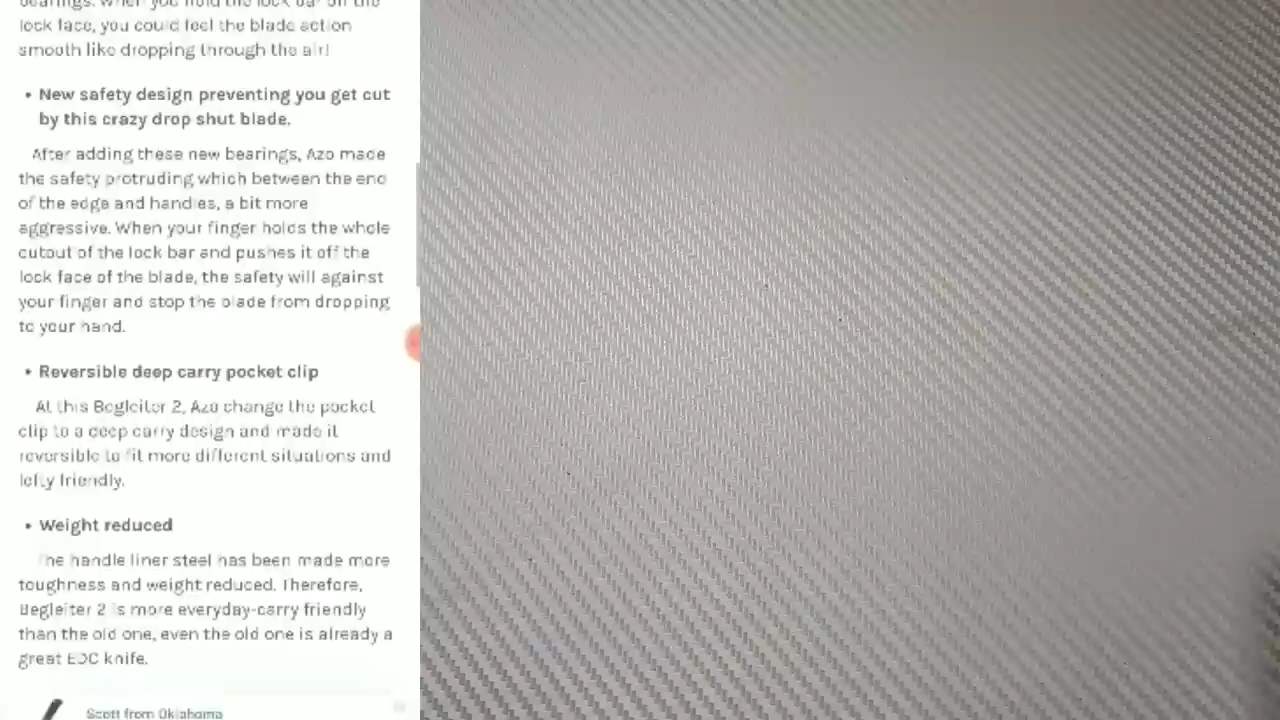 bearings. When you hold the lock bar off the
lock face, you could feel the blade action
smooth like dropping through the air!
• New safety design preventing you get cut
by this crazy drop shut blade.
After adding these new bearings, Azo made
the safety protruding which between the end
of the edge and handles, a bit more
aggressive. When your finger holds the whole
cutout of the lock bar and pushes it off the
lock face of the blade, the safety will against
your finger and stop the blade from dropping
to your hand.
• Reversible deep carry pocket clip
At this Begleiter 2, Azo change the pocket
clip to a deep carry design and made it
reversible to fit more different situations and
lefty friendly.
• Weight reduced
The handle liner steel has been made more
toughness and weight reduced. Therefore,
Begleiter 2 is more everyday-carry friendly
than the old one, even the old one is already a
great EDC knife.
Scott from Oklahoma